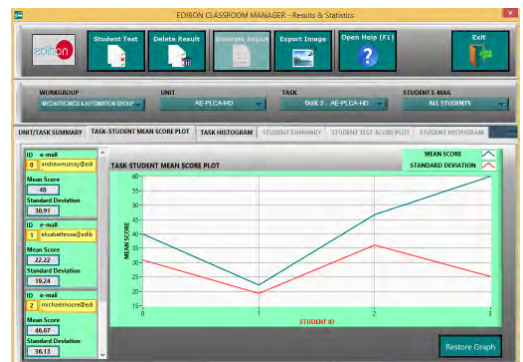 EDIBON CLASSROOM MANAGER - Results & Statistics
edibon
Student Test
Delete Result
Generate Report
Export Image
Open Help (F1)
Exit
WORKGROUP
UNIT
TASK
STUDENT E-MAIL
MECHATRONICS & AUTOMATION GROUP
AE-PLCA-HD
TASK 3 - AE-PLCA-HD
ALL STUDENTS
UNIT/TASK SUMMARY
TASK-STUDENT MEAN SCORE PLOT
TASK HISTOGRAM
STUDENT SUMMARY
STUDENT TEST-SCORE PLOT
STUDENT HISTOGRAM
ID e-mail
0 andrewmurray@edi
Mean Score
40
Standard Deviation
30,91
ID e-mail
1 elisabethrose@edib
Mean Score
22,22
Standard Deviation
19,24
ID e-mail
2 michaelmoore@edi
Mean Score
46,67
Standard Deviation
36,13
TASK-STUDENT MEAN SCORE PLOT
MEAN SCORE
STANDARD DEVIATION
MEAN SCORE
60
55
50
45
40
35
30
25
20
15
0 1 2 3
STUDENT ID
Restore Graph